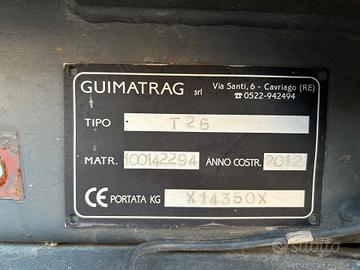 GUIMATRAG srl Via Santi, 6 - Cavriago (RE)
☎0522-942494
TIPO T26
MATR. 100142294 ANNO COSTR. 2012
CE PORTATA KG X14350X
subito